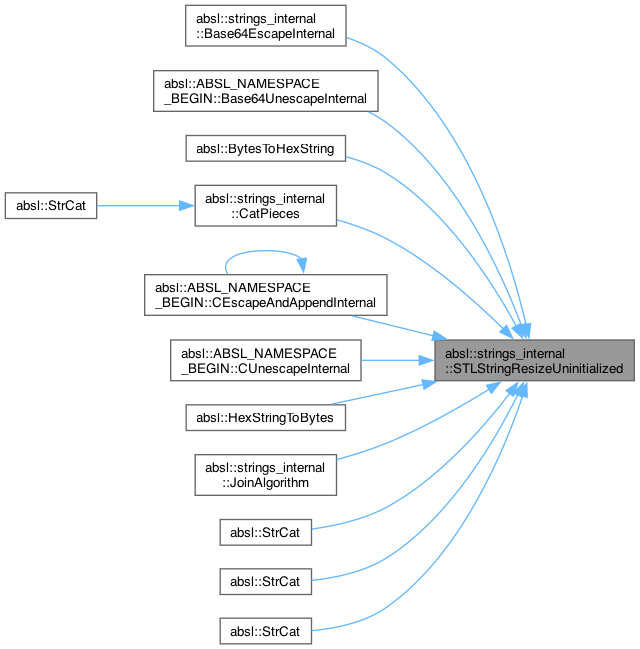 absl::strings_internal
::Base64EscapeInternal
absl::ABSL_NAMESPACE
_BEGIN::Base64UnescapeInternal
absl::BytesToHexString
absl::StrCat
absl::strings_internal
::CatPieces
absl::ABSL_NAMESPACE
_BEGIN::CEscapeAndAppendInternal
absl::strings_internal
::STLStringResizeUninitialized
absl::ABSL_NAMESPACE
_BEGIN::CUnescapeInternal
absl::HexStringToBytes
absl::strings_internal
::JoinAlgorithm
absl::StrCat
absl::StrCat
absl::StrCat